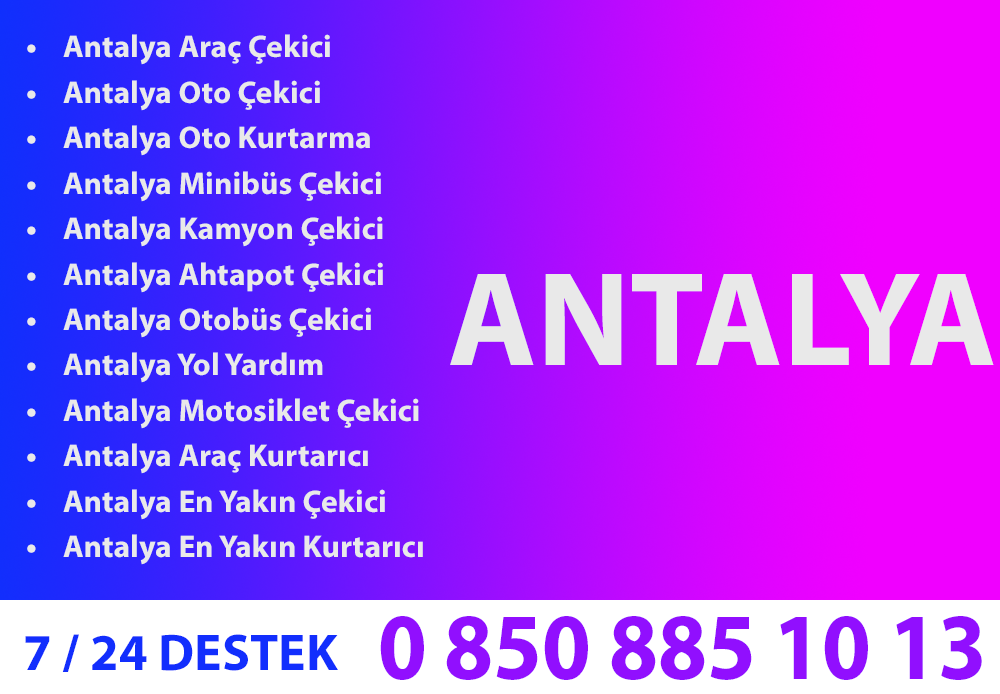 • Antalya Araç Çekici
• Antalya Oto Çekici
• Antalya Oto Kurtarma
• Antalya Minibüs Çekici
• Antalya Kamyon Çekici
• Antalya Ahtapot Çekici
• Antalya Otobüs Çekici
• Antalya Yol Yardım
• Antalya Motosiklet Çekici
• Antalya Araç Kurtarıcı
• Antalya En Yakın Çekici
• Antalya En Yakın Kurtarıcı
ANTALYA
7 / 24 DESTEK 0 850 885 10 13